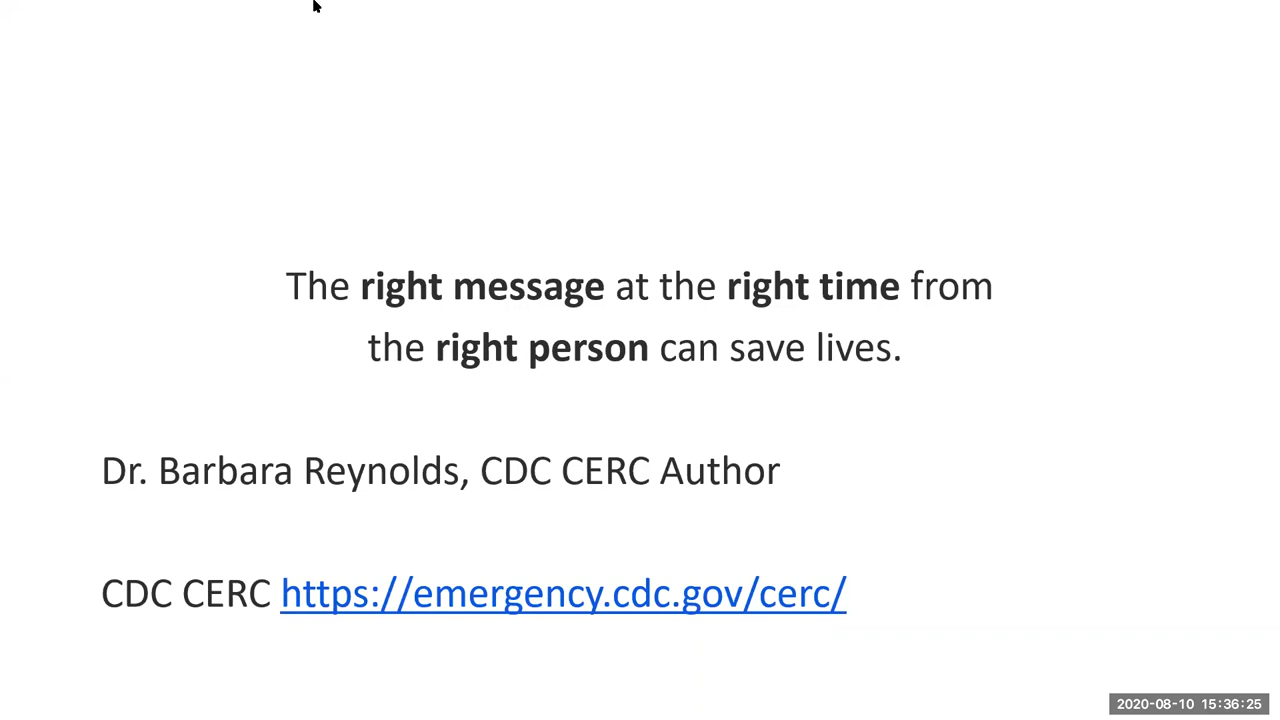 The right message at the right time from
the right person can save lives.
Dr. Barbara Reynolds, CDC CERC Author
CDC CERC https://emergency.cdc.gov/cerc/
2020-08-10 15:36:25